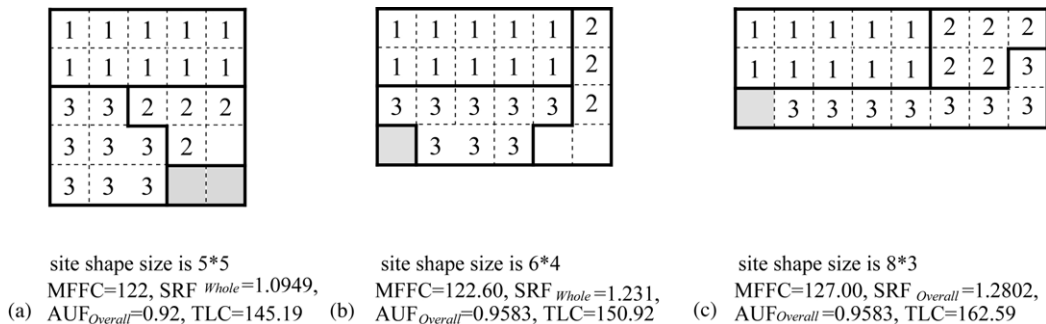 1 1 1 1 1
1 1 1 1 1
3 3 2 2 2
3 3 3 2
3 3 3
site shape size is 5*5
MFFC=122, SRF Whole=1.0949,
(a) AUFOverall=0.92, TLC=145.19
1 1 1 1 1 2
1 1 1 1 1 2
3 3 3 3 3 2
3 3 3
site shape size is 6*4
MFFC=122.60, SRF Whole=1.231,
(b) AUFOverall=0.9583, TLC=150.92
1 1 1 1 1 2 2 2
1 1 1 1 1 2 2 3
3 3 3 3 3 3 3
site shape size is 8*3
MFFC=127.00, SRF Overall=1.2802,
(c) AUFOverall=0.9583, TLC=162.59